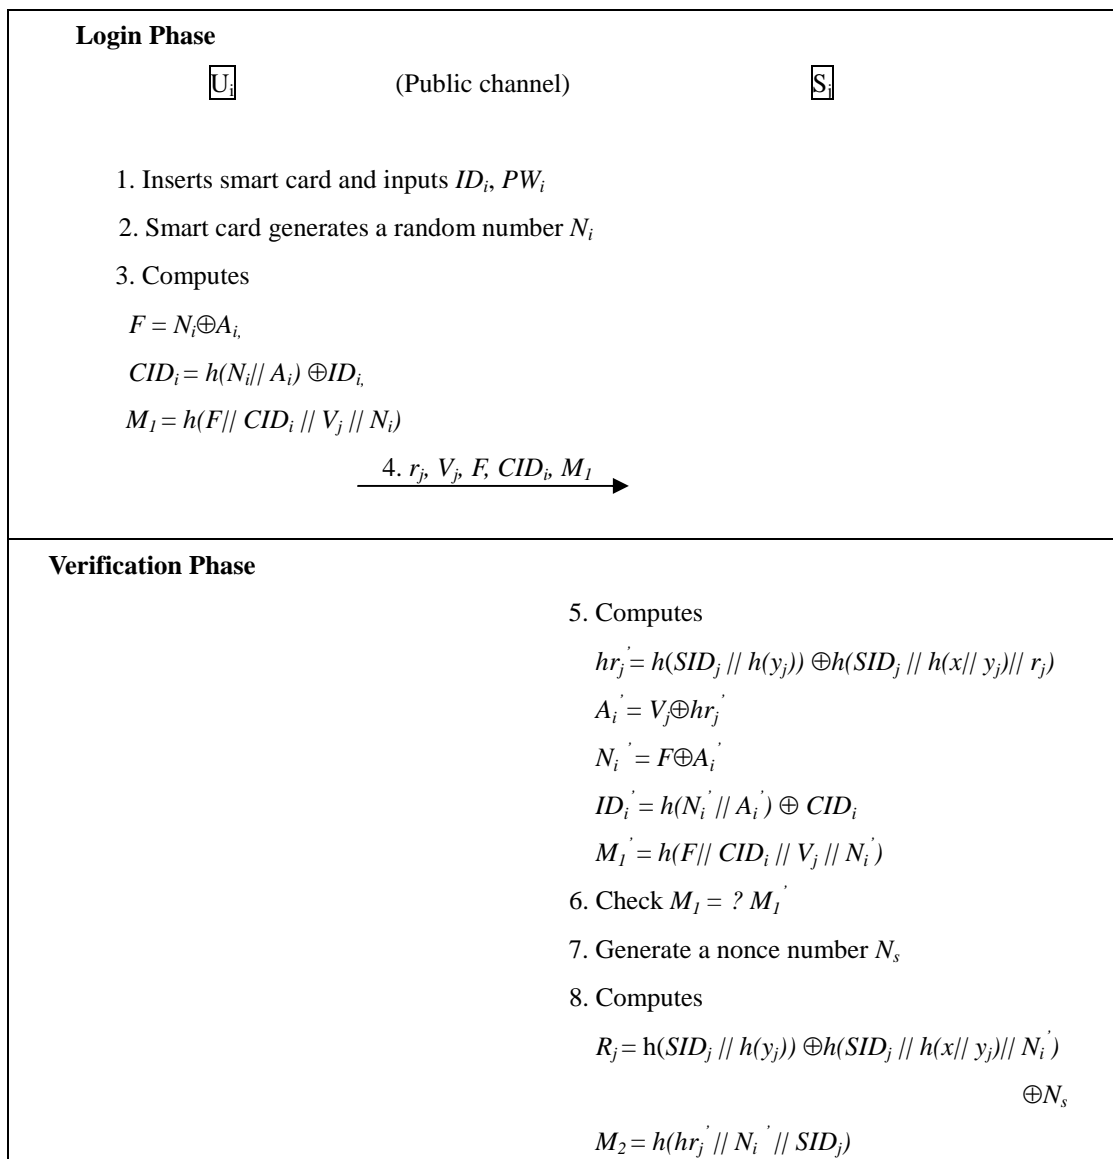 Login Phase
Uᵢ (Public channel) Sⱼ
1. Inserts smart card and inputs IDᵢ, PWᵢ
2. Smart card generates a random number Nᵢ
3. Computes
F = Nᵢ⊕Aᵢ,
CIDᵢ = h(Nᵢ// Aᵢ) ⊕IDᵢ,
M₁ = h(F// CIDᵢ // Vⱼ // Nᵢ)
4. rⱼ, Vⱼ, F, CIDᵢ, M₁
Verification Phase
5. Computes
hrⱼ' = h(SIDⱼ // h(yⱼ)) ⊕h(SIDⱼ // h(x// yⱼ)// rⱼ)
Aᵢ' = Vⱼ⊕hrⱼ'
Nᵢ ' = F⊕Aᵢ'
IDᵢ' = h(Nᵢ' // Aᵢ') ⊕ CIDᵢ
M₁' = h(F// CIDᵢ // Vⱼ // Nᵢ')
6. Check M₁ = ? M₁'
7. Generate a nonce number Nₛ
8. Computes
Rⱼ = h(SIDⱼ // h(yⱼ)) ⊕h(SIDⱼ // h(x// yⱼ)// Nᵢ')
⊕Nₛ
M₂ = h(hrⱼ' // Nᵢ ' // SIDⱼ)